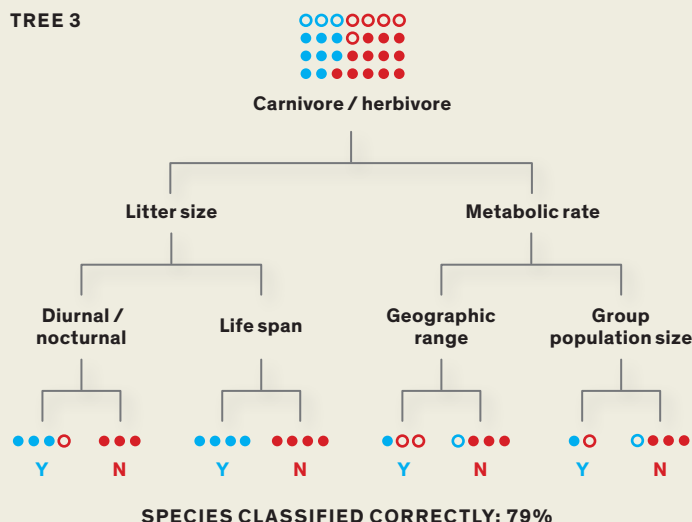 TREE 3
Carnivore / herbivore
Litter size
Metabolic rate
Diurnal /
nocturnal
Life span
Geographic
range
Group
population size
Y
N
Y
N
Y
N
Y
N
SPECIES CLASSIFIED CORRECTLY: 79%